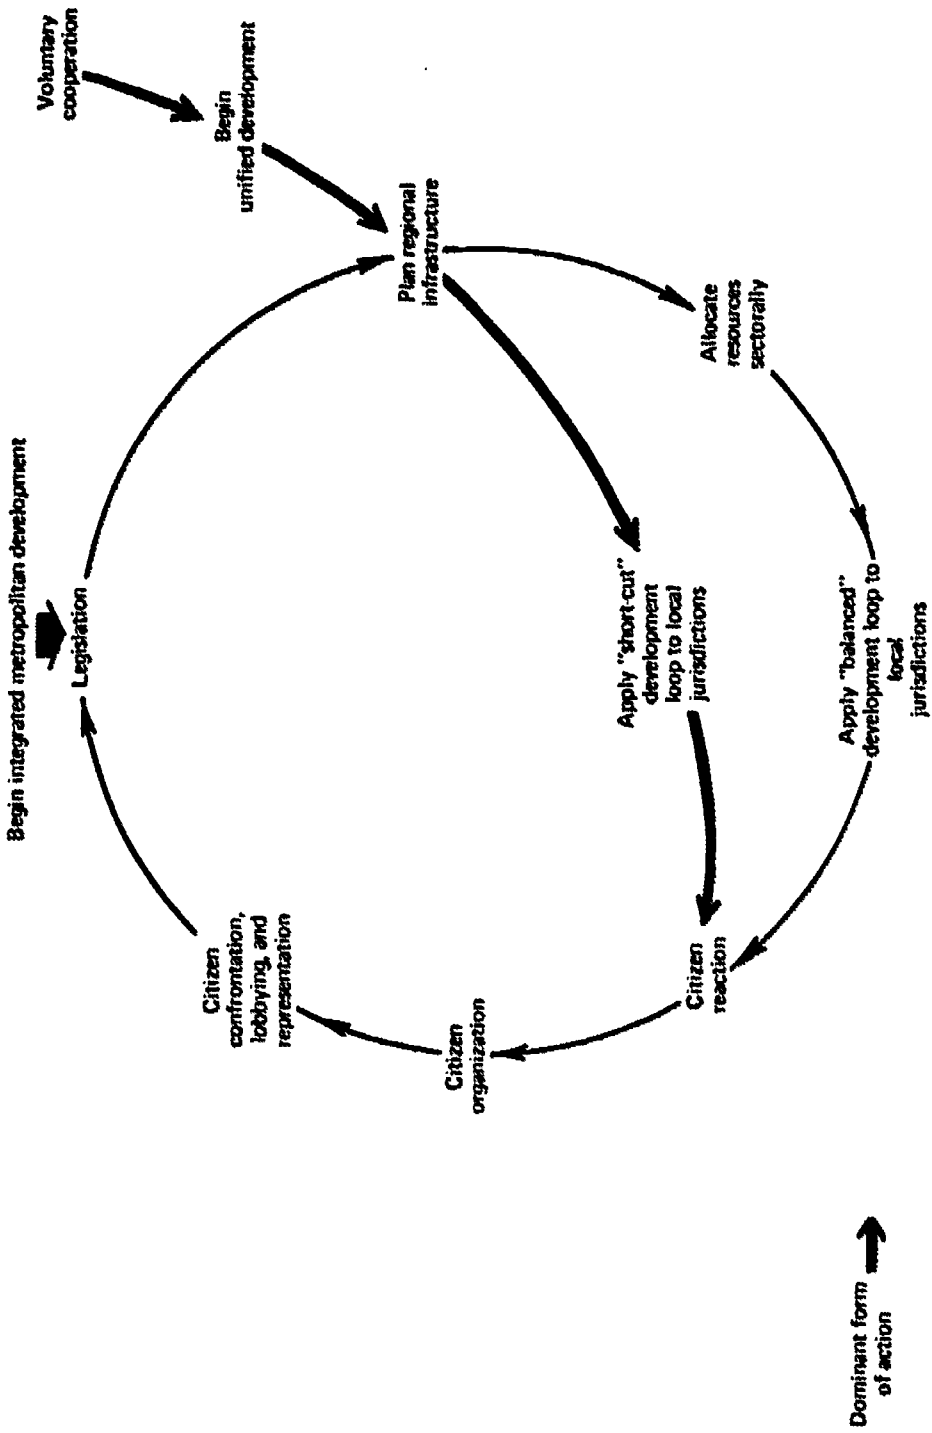 Begin integrated metropolitan development
Legislation
Voluntary
cooperation
Begin
unified development
Plan regional
infrastructure
Allocate
resources
sectorally
Apply "short-cut"
development
loop to local
jurisdictions
Apply "balanced"
development loop to
local
jurisdictions
Citizen
reaction
Citizen
organization
Citizen
confrontation,
lobbying, and
representation
Dominant form
of action